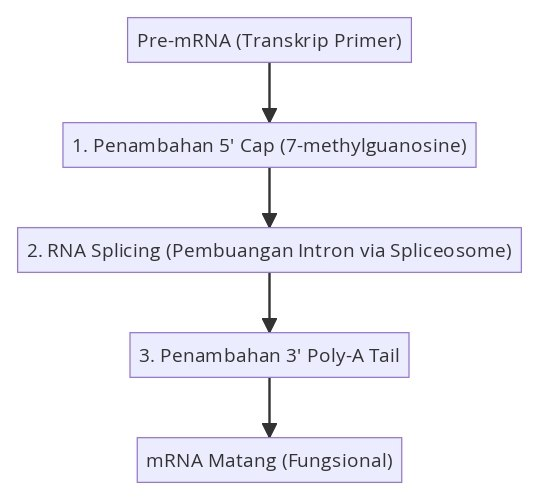 Pre-mRNA (Transkrip Primer)
1. Penambahan 5' Cap (7-methylguanosine)
2. RNA Splicing (Pembuangan Intron via Spliceosome)
3. Penambahan 3' Poly-A Tail
mRNA Matang (Fungsional)